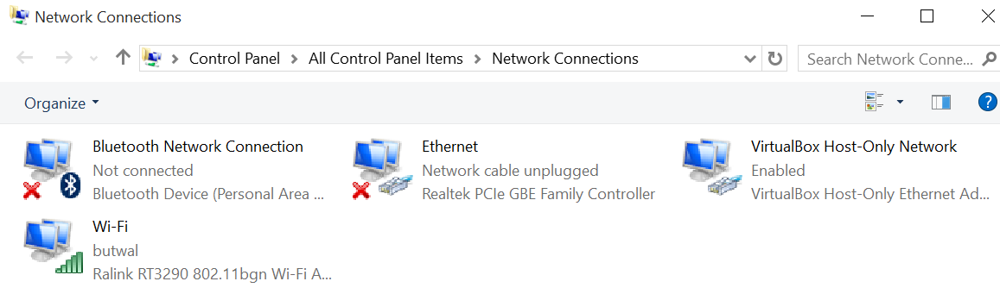 Network Connections
Control Panel > All Control Panel Items > Network Connections
Search Network Conne...
Organize
?
Bluetooth Network Connection
Not connected
Bluetooth Device (Personal Area ...
Ethernet
Network cable unplugged
Realtek PCIe GBE Family Controller
VirtualBox Host-Only Network
Enabled
VirtualBox Host-Only Ethernet Ad...
Wi-Fi
butwal
Ralink RT3290 802.11bgn Wi-Fi A...